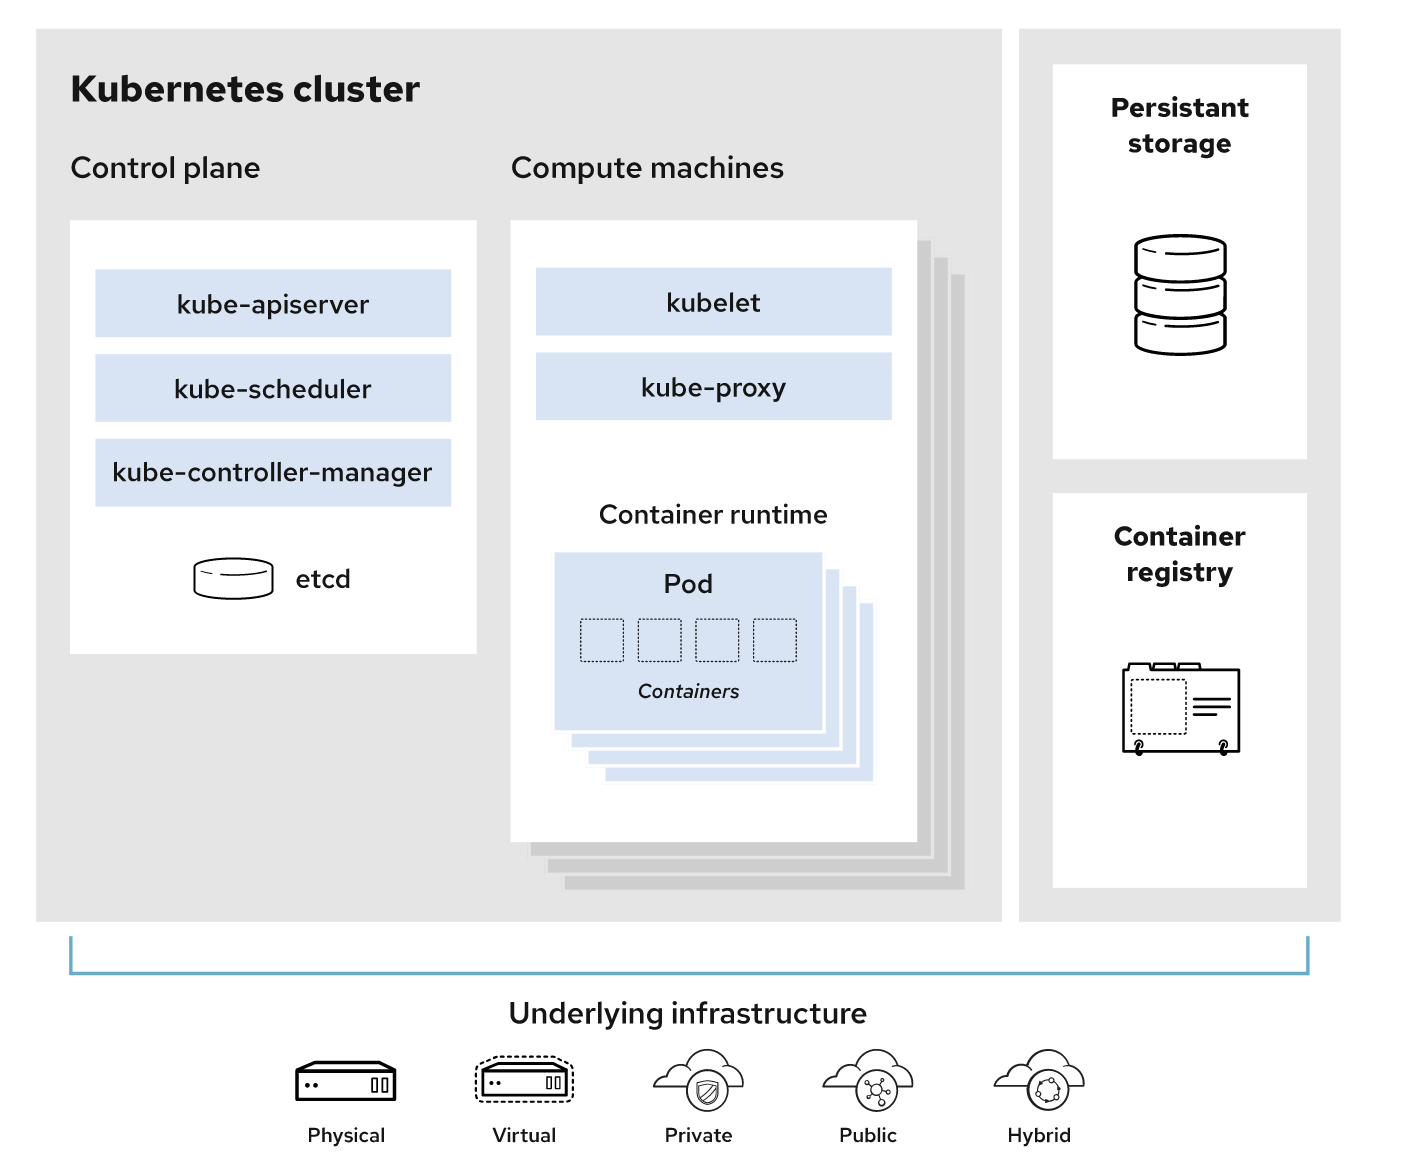 Kubernetes cluster
Control plane
kube-apiserver
kube-scheduler
kube-controller-manager
etcd
Compute machines
kubelet
kube-proxy
Container runtime
Pod
Containers
Persistant
storage
Container
registry
Underlying infrastructure
Physical
Virtual
Private
Public
Hybrid